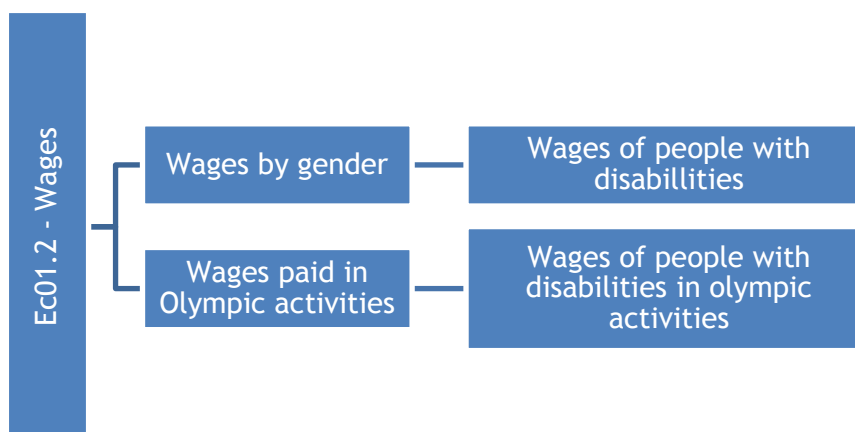 Ec01.2 - Wages
Wages by gender
Wages of people with
disabillities
Wages paid in
Olympic activities
Wages of people with
disabilities in olympic
activities